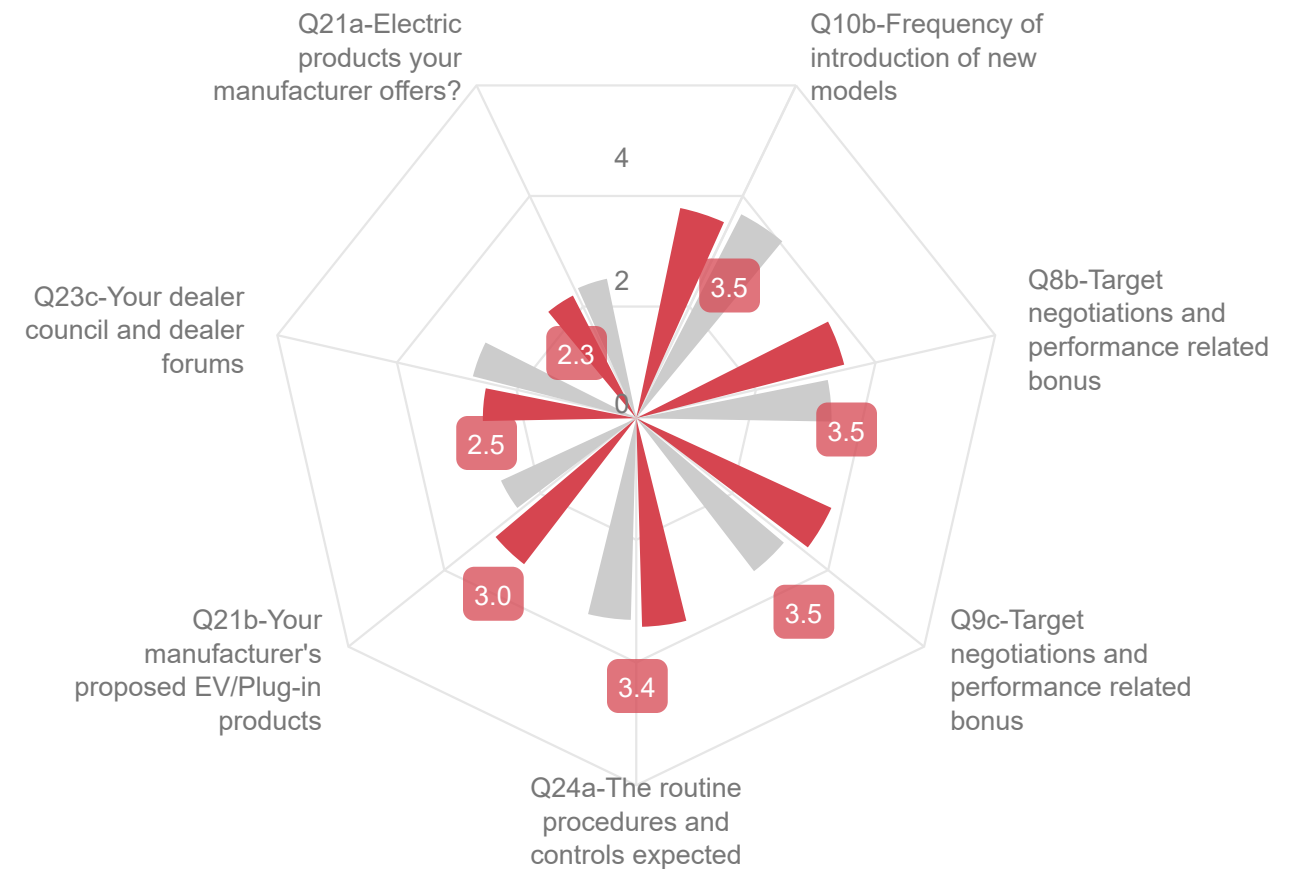 Q21a-Electric
products your
manufacturer offers?
Q10b-Frequency of
introduction of new
models
4
2
0
3.5
2.3
Q23c-Your dealer
council and dealer
forums
Q8b-Target
negotiations and
performance related
bonus
3.5
2.5
3.0
3.5
3.4
Q21b-Your
manufacturer's
proposed EV/Plug-in
products
Q9c-Target
negotiations and
performance related
bonus
Q24a-The routine
procedures and
controls expected